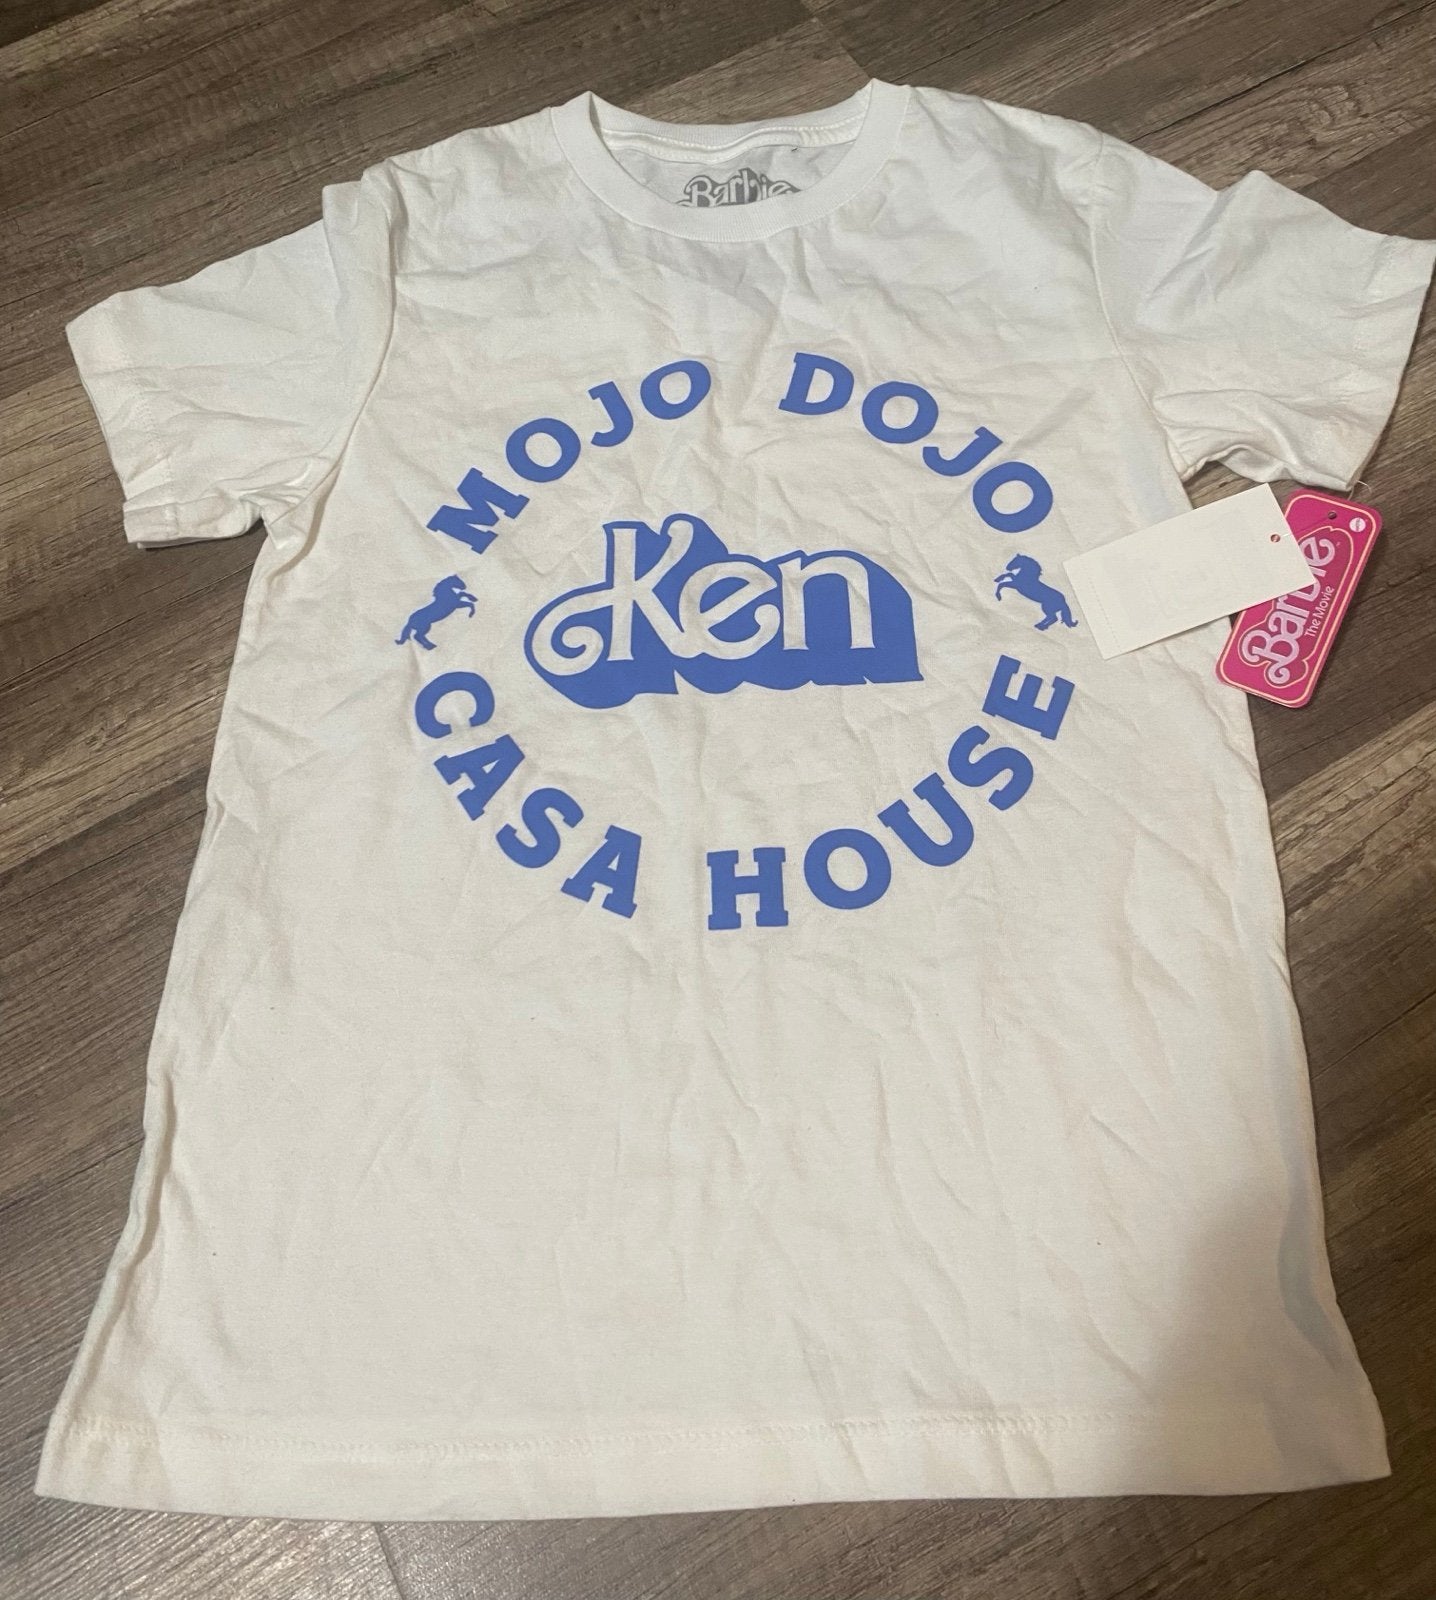 Barbie
MOJO DOJO
Ken
CASA HOUSE
Barbie
The Movie